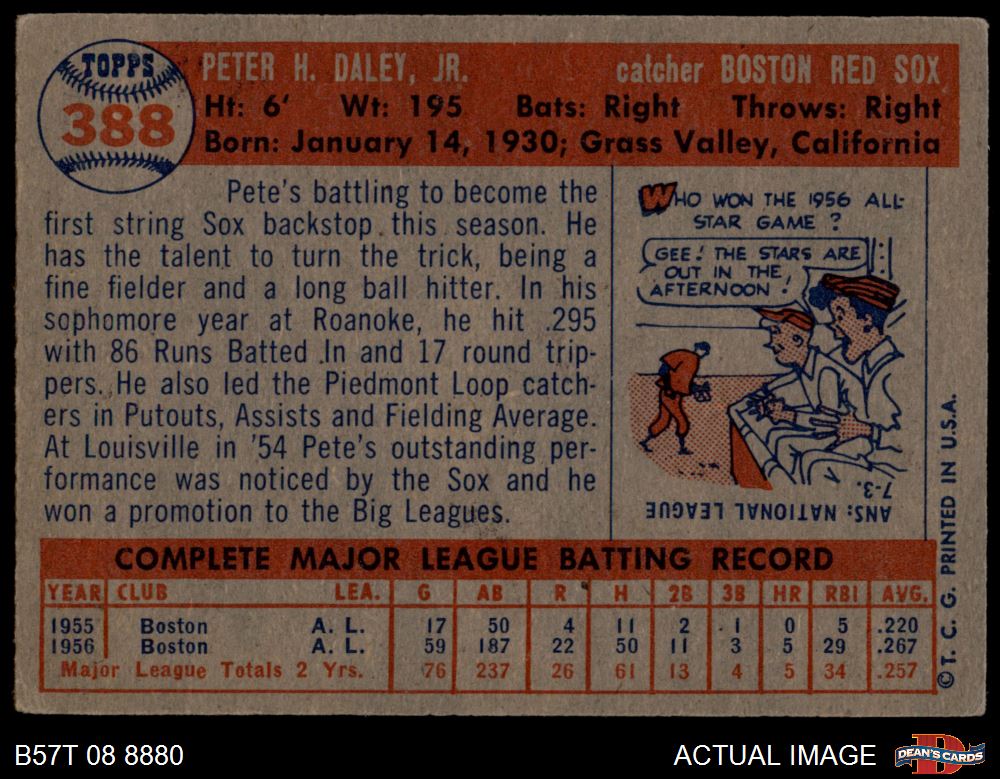 TOPPS
388
PETER H. DALEY, JR. catcher BOSTON RED SOX
Ht: 6' Wt: 195 Bats: Right Throws: Right
Born: January 14, 1930; Grass Valley, California
Pete's battling to become the
first string Sox backstop this season. He
has the talent to turn the trick, being a
fine fielder and a long ball hitter. In his
sophomore year at Roanoke, he hit .295
with 86 Runs Batted In and 17 round trip-
pers. He also led the Piedmont Loop catch-
ers in Putouts, Assists and Fielding Average.
At Louisville in '54 Pete's outstanding per-
formance was noticed by the Sox and he
won a promotion to the Big Leagues.
WHO WON THE 1956 ALL-
STAR GAME ?
GEE! THE STARS ARE
OUT IN THE
AFTERNOON !
ANS: NATIONAL LEAGUE
7-3.
COMPLETE MAJOR LEAGUE BATTING RECORD
YEAR CLUB LEA. G AB R H 2B 3B HR RBI AVG.
1955 Boston A. L. 17 50 4 11 2 1 0 5 .220
1956 Boston A. L. 59 187 22 50 11 3 5 29 .267
Major League Totals 2 Yrs. 76 237 26 61 13 4 5 34 .257
© T. C. G. PRINTED IN U.S.A.
B57T 08 8880
ACTUAL IMAGE
DEAN'S CARDS